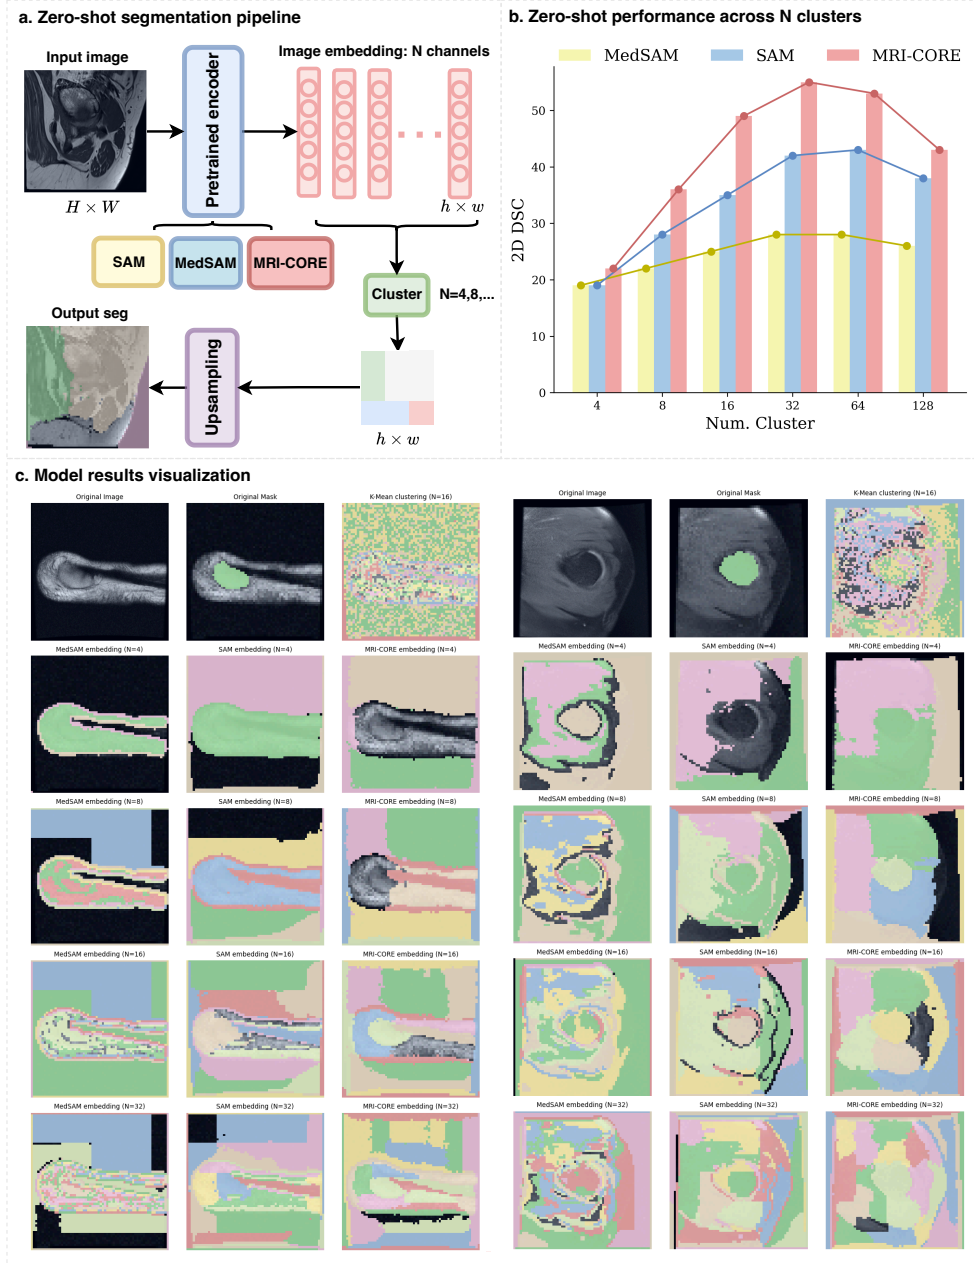 a. Zero-shot segmentation pipeline
Input image
Image embedding: N channels
Pretrained encoder
H × W
h × w
SAM
MedSAM
MRI-CORE
Cluster
N=4,8,...
Output seg
Upsampling
h × w
b. Zero-shot performance across N clusters
MedSAM
SAM
MRI-CORE
2D DSC
50
40
30
20
10
0
4
8
16
32
64
128
Num. Cluster
c. Model results visualization
Original Image
Original Mask
K-Mean clustering (N=16)
Original Image
Original Mask
K-Mean clustering (N=16)
MedSAM embedding (N=4)
SAM embedding (N=4)
MRI-CORE embedding (N=4)
MedSAM embedding (N=4)
SAM embedding (N=4)
MRI-CORE embedding (N=4)
MedSAM embedding (N=8)
SAM embedding (N=8)
MRI-CORE embedding (N=8)
MedSAM embedding (N=8)
SAM embedding (N=8)
MRI-CORE embedding (N=8)
MedSAM embedding (N=16)
SAM embedding (N=16)
MRI-CORE embedding (N=16)
MedSAM embedding (N=16)
SAM embedding (N=16)
MRI-CORE embedding (N=16)
MedSAM embedding (N=32)
SAM embedding (N=32)
MRI-CORE embedding (N=32)
MedSAM embedding (N=32)
SAM embedding (N=32)
MRI-CORE embedding (N=32)